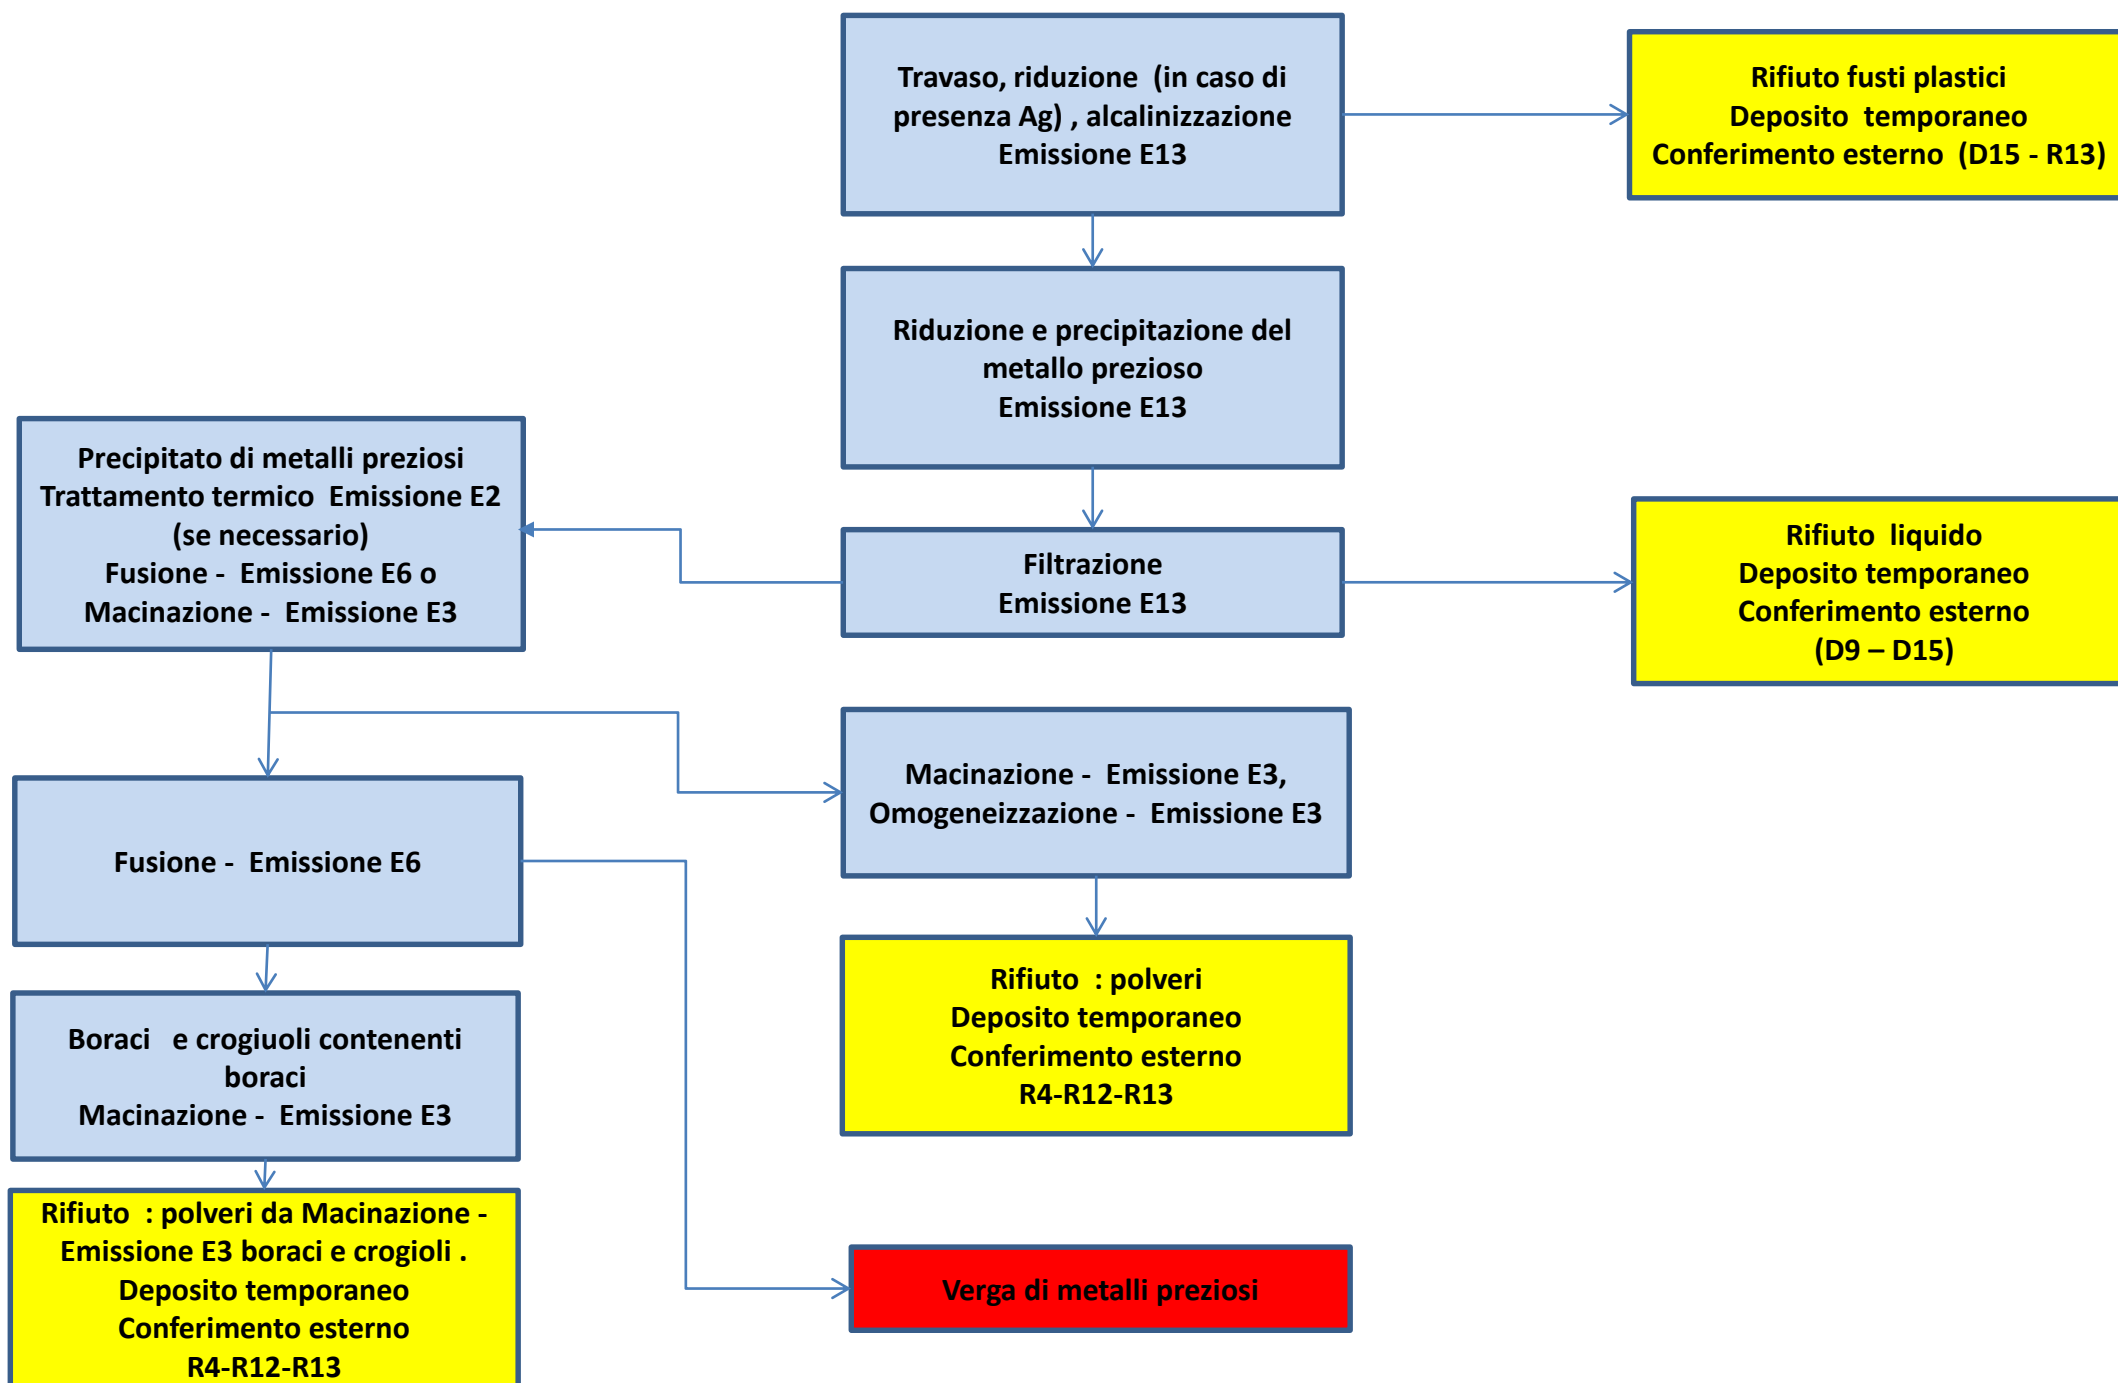 Travaso, riduzione (in caso di
presenza Ag) , alcalinizzazione
Emissione E13
Rifiuto fusti plastici
Deposito temporaneo
Conferimento esterno (D15 - R13)
Riduzione e precipitazione del
metallo prezioso
Emissione E13
Precipitato di metalli preziosi
Trattamento termico Emissione E2
(se necessario)
Fusione - Emissione E6 o
Macinazione - Emissione E3
Filtrazione
Emissione E13
Rifiuto liquido
Deposito temporaneo
Conferimento esterno
(D9 – D15)
Macinazione - Emissione E3,
Omogeneizzazione - Emissione E3
Fusione - Emissione E6
Rifiuto : polveri
Deposito temporaneo
Conferimento esterno
R4-R12-R13
Boraci e crogiuoli contenenti
boraci
Macinazione - Emissione E3
Rifiuto : polveri da Macinazione -
Emissione E3 boraci e crogioli .
Deposito temporaneo
Conferimento esterno
R4-R12-R13
Verga di metalli preziosi